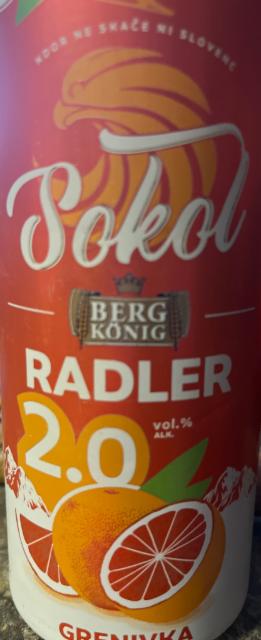 KDOR NE SKAČE NI SLOVENC
Sokol
BERG
KÖNIG
RADLER
2.0 vol.%
ALK.
GRENIVKA